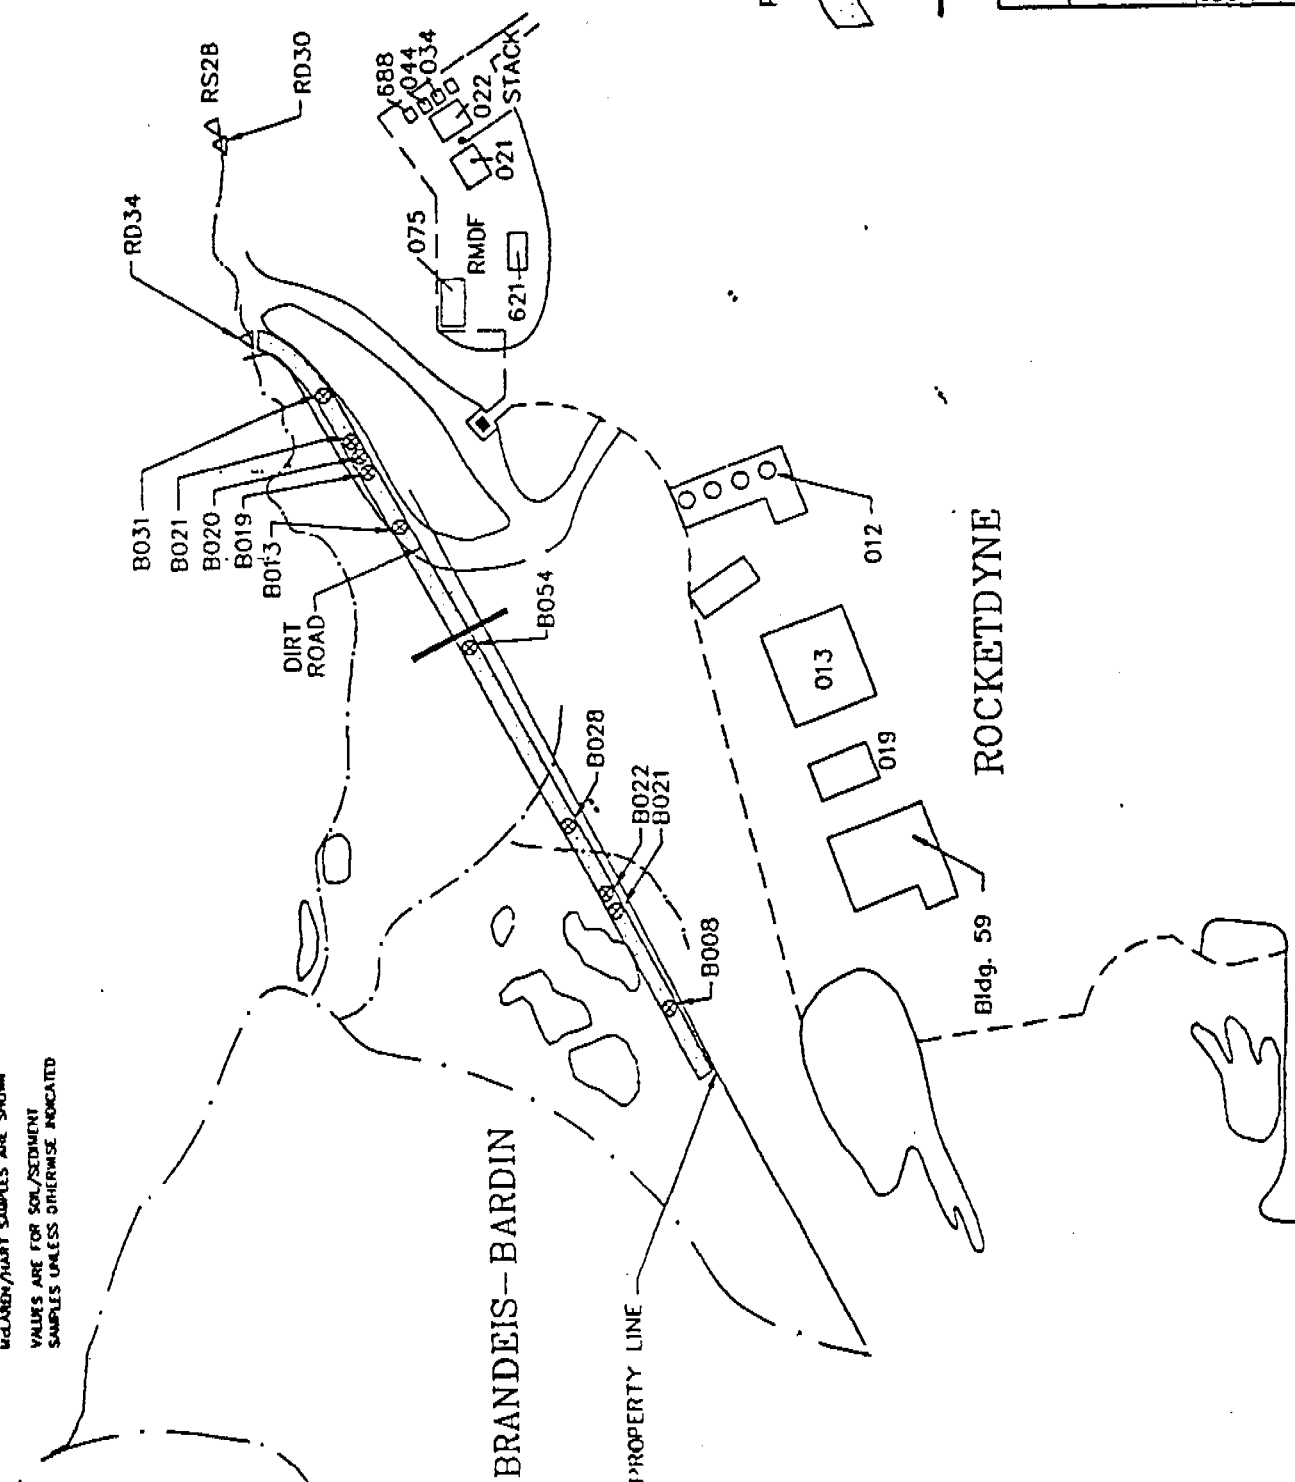 McLAREN/HART SAMPLES ARE SHOWN
VALUES ARE FOR SOIL/SEDIMENT
SAMPLES UNLESS OTHERWISE INDICATED
RD34
RS28
RD30
688
044
034
022
STACK
021
075
RMDF
621
B031
B021
B020
B019
B013
DIRT
ROAD
B054
B028
B022
B021
B008
012
013
019
Bldg. 59
ROCKETDYNE
BRANDEIS-BARDIN
PROPERTY LINE